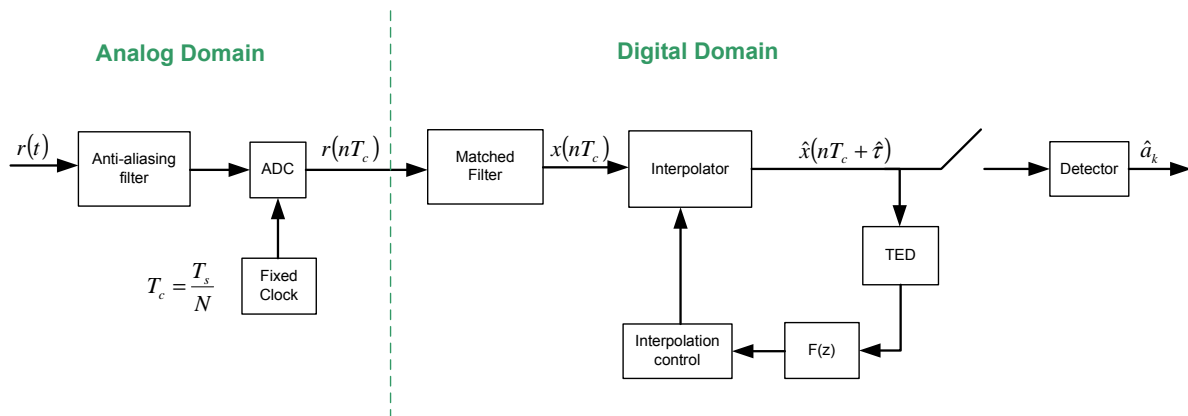 Analog Domain
Digital Domain
r(t)
Anti-aliasing
filter
ADC
r(nT_c)
Matched
Filter
x(nT_c)
Interpolator
x̂(nT_c + τ̂)
Detector
â_k
T_c = T_s / N
Fixed
Clock
TED
Interpolation
control
F(z)